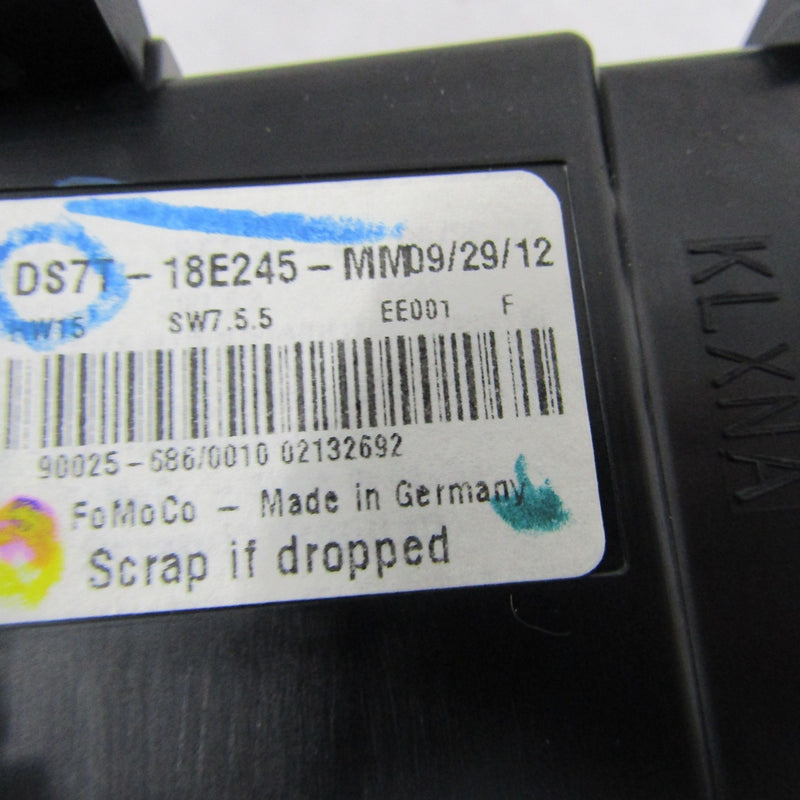 DS7T-18E245-MM09/29/12
HW15 SW7.5.5 EE001 F
90025-686/0010 02132692
FoMoCo - Made in Germany
Scrap if dropped
KLXNA